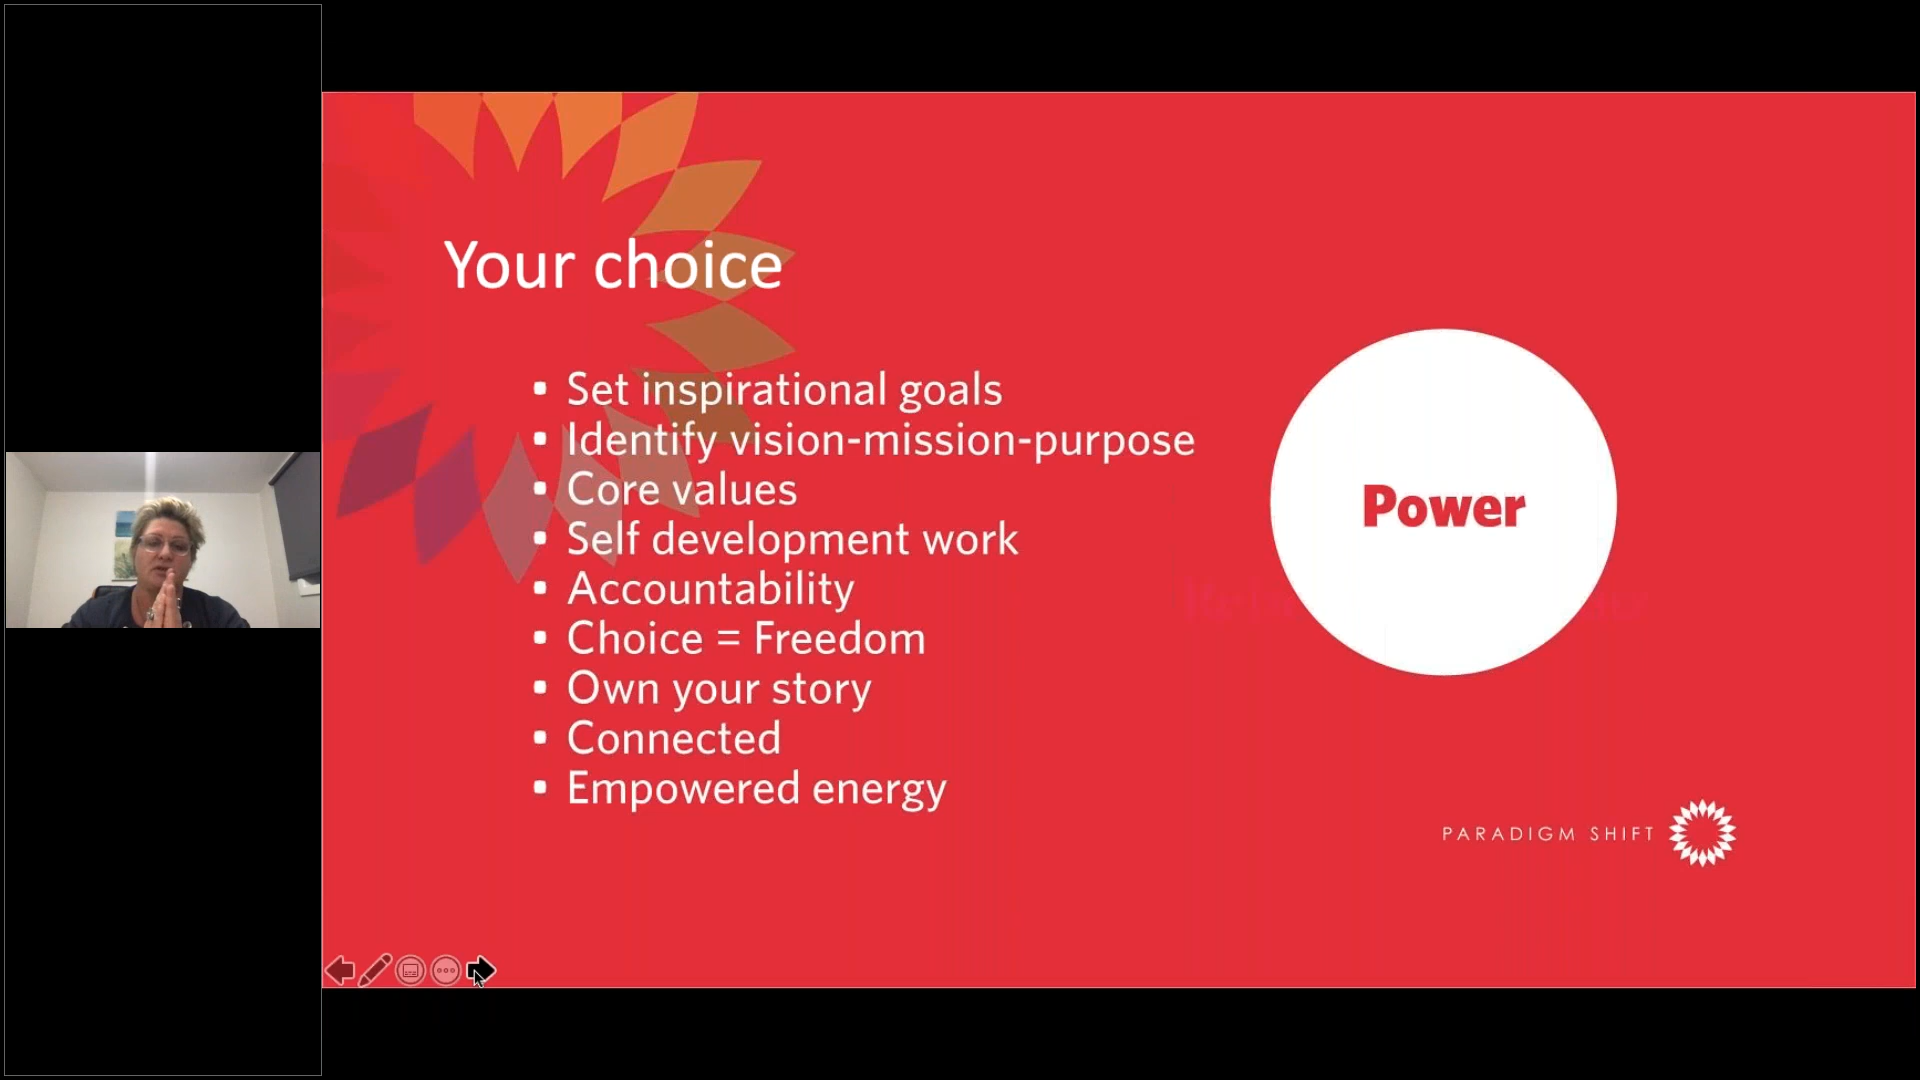 Your choice
▪ Set inspirational goals
▪ Identify vision-mission-purpose
▪ Core values
▪ Self development work
▪ Accountability
▪ Choice = Freedom
▪ Own your story
▪ Connected
▪ Empowered energy
Power
PARADIGM SHIFT